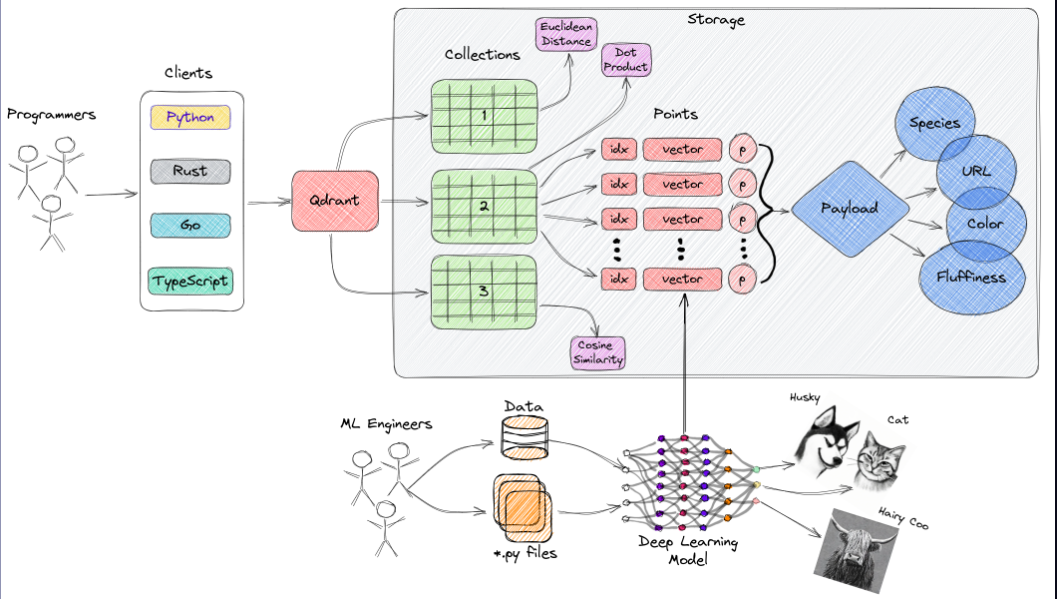 Storage
Euclidean
Distance
Collections
Dot
Product
Clients
Programmers
Python
Rust
Go
TypeScript
Qdrant
1
2
3
Cosine
Similarity
Points
idx vector p
idx vector p
idx vector p
idx vector p
Payload
Species
URL
Color
Fluffiness
ML Engineers
Data
*.py files
Deep Learning
Model
Husky
Cat
Hairy Coo